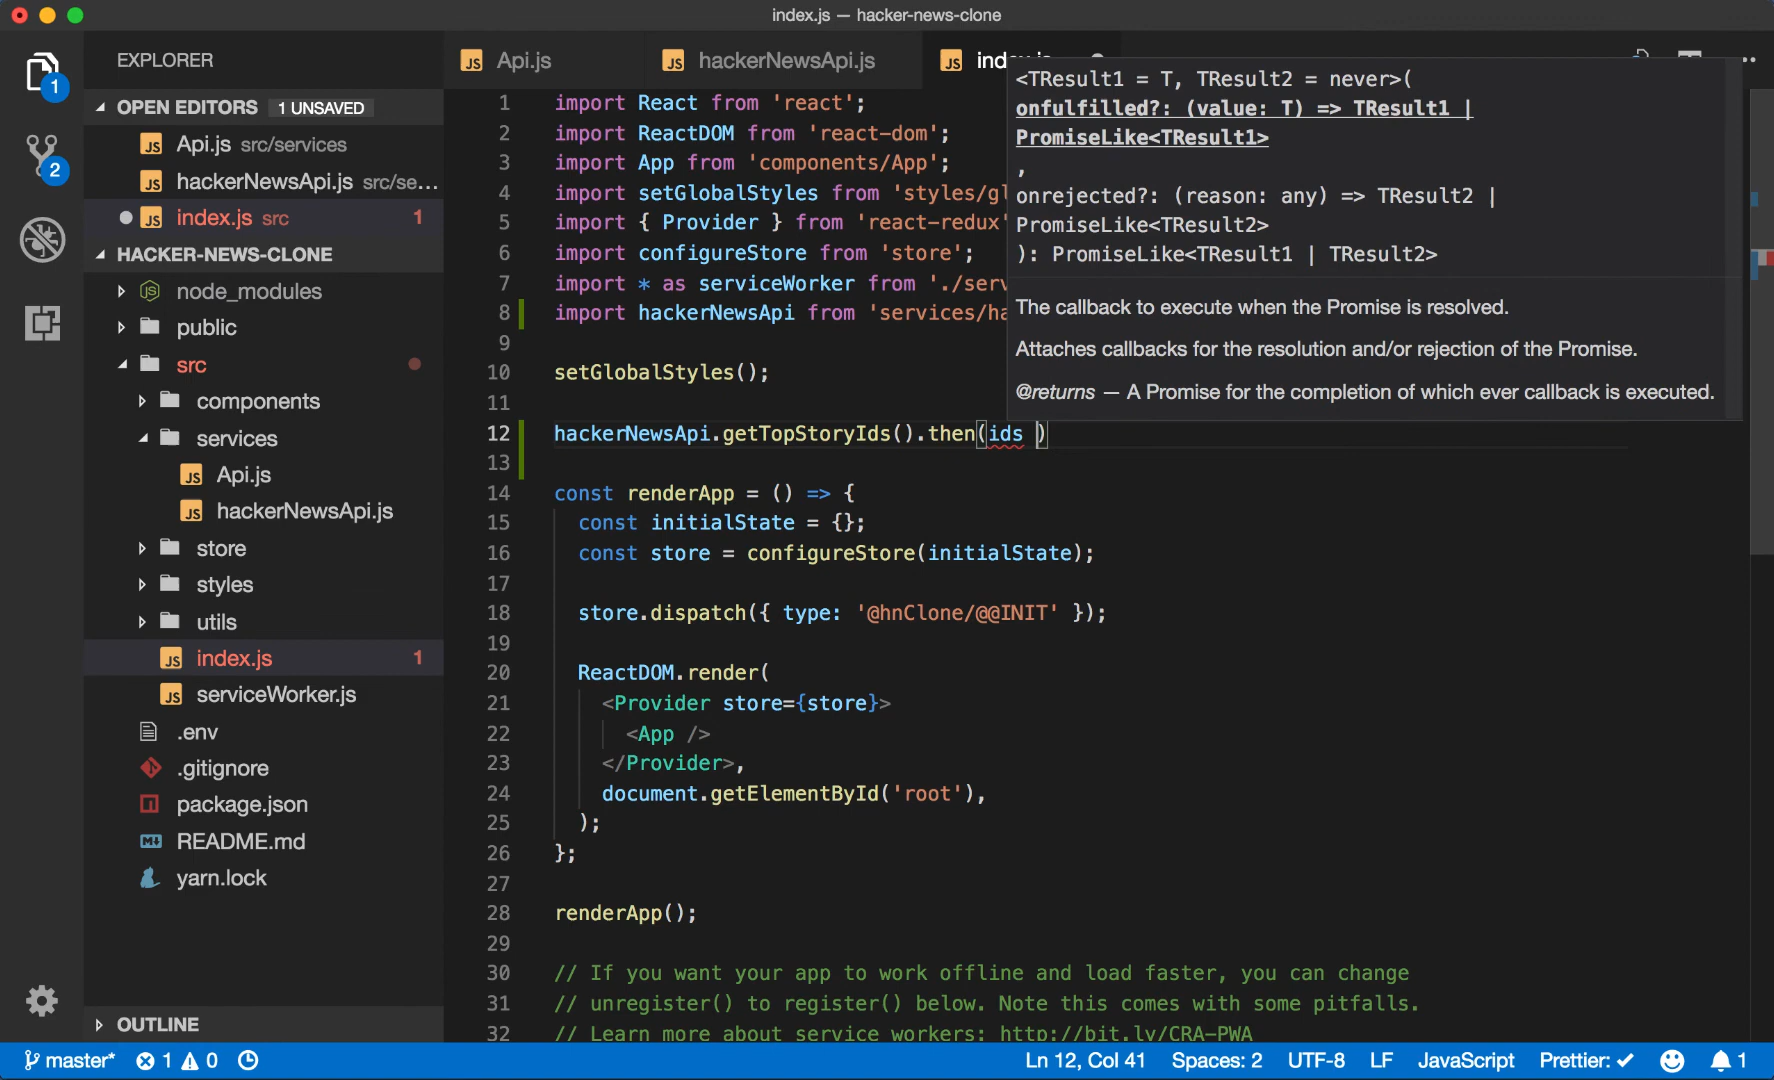 index.js — hacker-news-clone
EXPLORER
OPEN EDITORS 1 UNSAVED
Api.js src/services
hackerNewsApi.js src/se...
index.js src 1
HACKER-NEWS-CLONE
node_modules
public
src
components
services
Api.js
hackerNewsApi.js
store
styles
utils
index.js 1
serviceWorker.js
.env
.gitignore
package.json
README.md
yarn.lock
OUTLINE
1
2
Api.js hackerNewsApi.js
1 import React from 'react';
2 import ReactDOM from 'react-dom';
3 import App from 'components/App';
4 import setGlobalStyles from 'styles/gl
5 import { Provider } from 'react-redux'
6 import configureStore from 'store';
7 import * as serviceWorker from './serv
8 import hackerNewsApi from 'services/ha
9
10 setGlobalStyles();
11
12 hackerNewsApi.getTopStoryIds().then(ids )
13
14 const renderApp = () => {
15 const initialState = {};
16 const store = configureStore(initialState);
17
18 store.dispatch({ type: '@hnClone/@@INIT' });
19
20 ReactDOM.render(
21 <Provider store={store}>
22 <App />
23 </Provider>,
24 document.getElementById('root'),
25 );
26 };
27
28 renderApp();
29
30 // If you want your app to work offline and load faster, you can change
31 // unregister() to register() below. Note this comes with some pitfalls.
32 // Learn more about service workers: http://bit.ly/CRA-PWA
<TResult1 = T, TResult2 = never>(
onfulfilled?: (value: T) => TResult1 |
PromiseLike<TResult1>
,
onrejected?: (reason: any) => TResult2 |
PromiseLike<TResult2>
): PromiseLike<TResult1 | TResult2>
The callback to execute when the Promise is resolved.
Attaches callbacks for the resolution and/or rejection of the Promise.
@returns — A Promise for the completion of which ever callback is executed.
master* 1 0 Ln 12, Col 41 Spaces: 2 UTF-8 LF JavaScript Prettier: ✓ 1